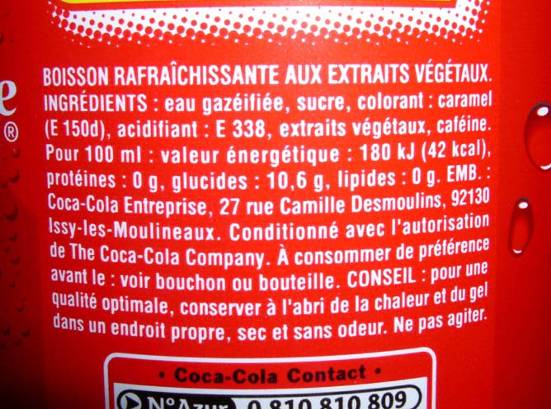 BOISSON RAFRAÎCHISSANTE AUX EXTRAITS VÉGÉTAUX.
INGRÉDIENTS : eau gazéifiée, sucre, colorant : caramel
(E 150d), acidifiant : E 338, extraits végétaux, caféine.
Pour 100 ml : valeur énergétique : 180 kJ (42 kcal),
protéines : 0 g, glucides : 10,6 g, lipides : 0 g. EMB. :
Coca-Cola Entreprise, 27 rue Camille Desmoulins, 92130
Issy-les-Moulineaux. Conditionné avec l'autorisation
de The Coca-Cola Company. À consommer de préférence
avant le : voir bouchon ou bouteille. CONSEIL : pour une
qualité optimale, conserver à l'abri de la chaleur et du gel
dans un endroit propre, sec et sans odeur. Ne pas agiter.
• Coca-Cola Contact •
N°Azur 0 810 810 809